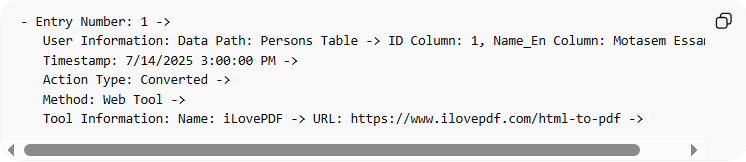 - Entry Number: 1 ->
User Information: Data Path: Persons Table -> ID Column: 1, Name_En Column: Motasem
Timestamp: 7/14/2025 3:00:00 PM ->
Action Type: Converted ->
Method: Web Tool ->
Tool Information: Name: iLovePDF -> URL: https://www.ilovepdf.com/html-to-pdf ->